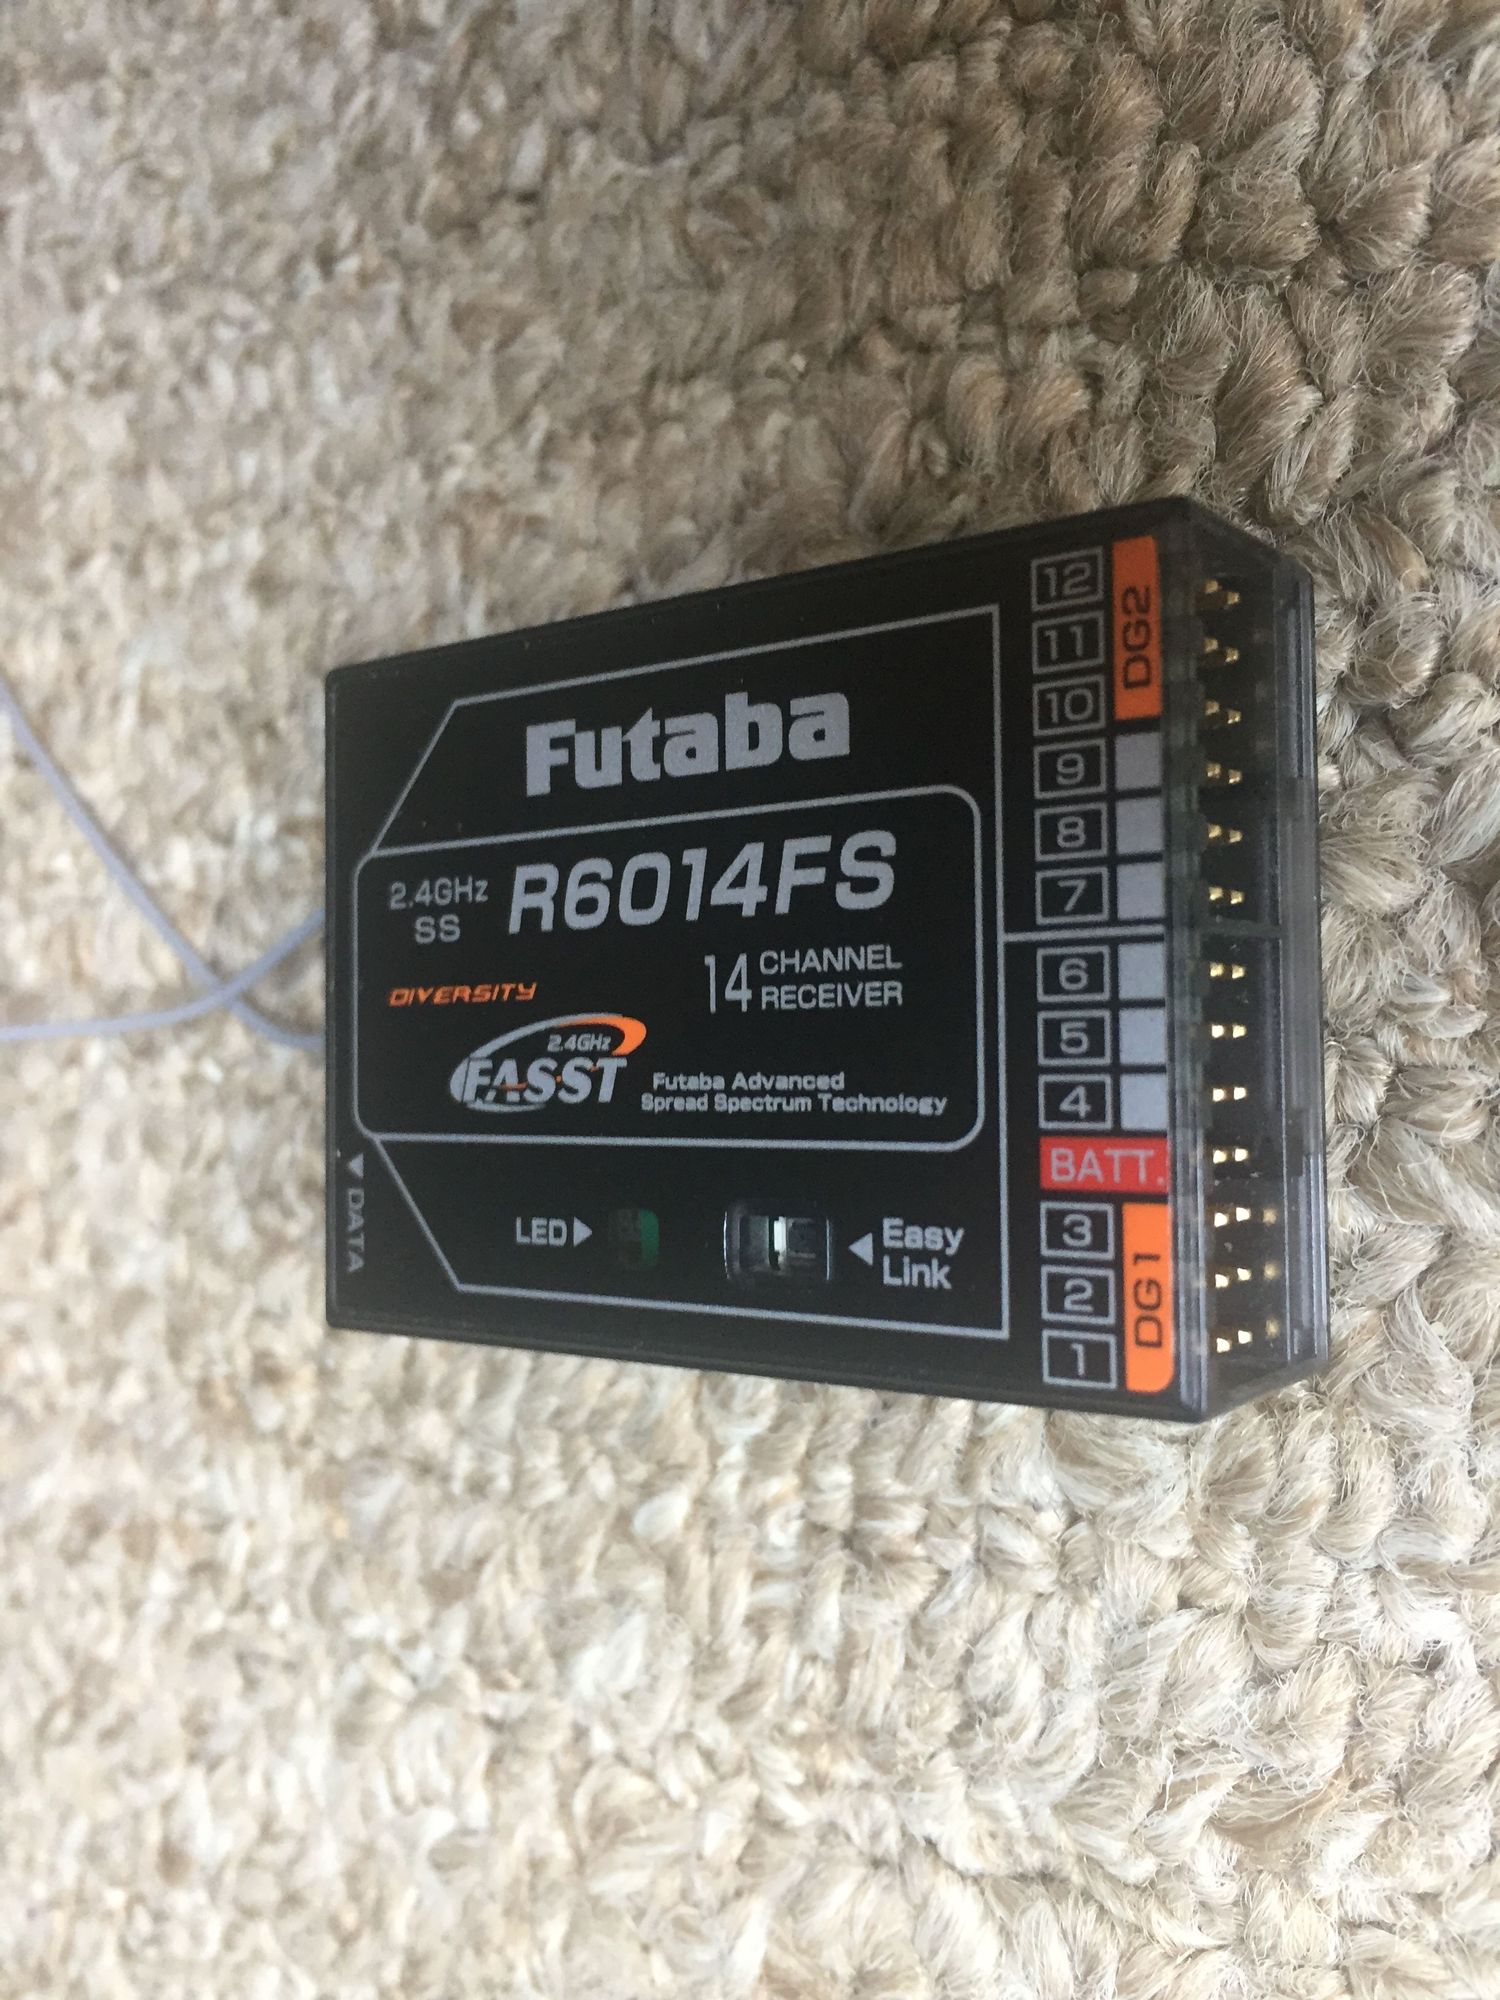 Futaba
2.4GHz
SS
R6014FS
DIVERSITY
14 CHANNEL
RECEIVER
2.4GHz
FASST
Futaba Advanced
Spread Spectrum Technology
LED
Easy
Link
DATA
12
11
10
9
8
7
6
5
4
BATT.
3
2
1
DG2
DG1